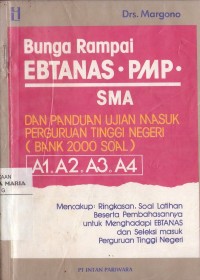 Drs. Margono
Bunga Rampai
EBTANAS · PMP ·
SMA
DAN PANDUAN UJIAN MASUK
PERGURUAN TINGGI NEGERI
( BANK 2000 SOAL )
A1. A2. A3. A4
Mencakup: Ringkasan, Soal Latihan
Beserta Pembahasannya
untuk Menghadapi EBTANAS
dan Seleksi masuk
Perguruan Tinggi Negeri
PT INTAN PARIWARA